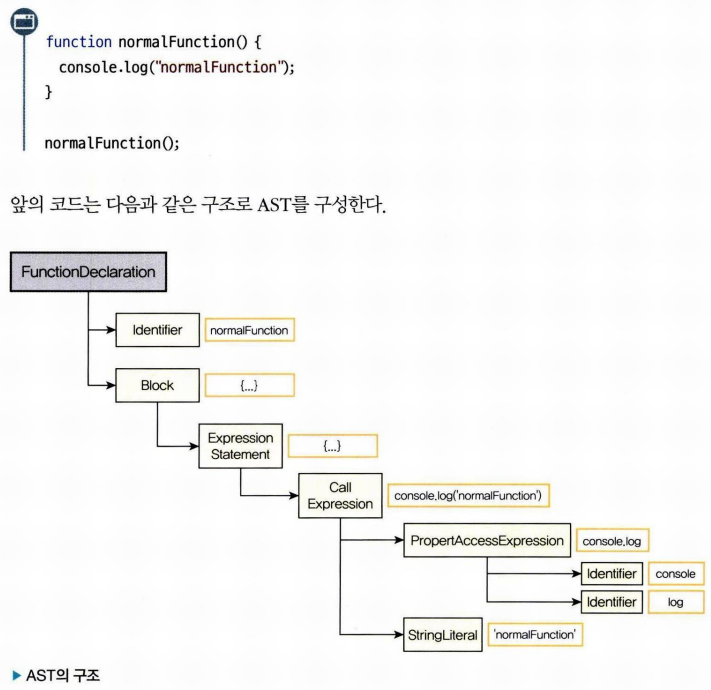 function normalFunction() {
console.log("normalFunction");
}
normalFunction();
앞의 코드는 다음과 같은 구조로 AST를 구성한다.
FunctionDeclaration
Identifier normalFunction
Block {...}
Expression
Statement {...}
Call
Expression console.log('normalFunction')
PropertAccessExpression console.log
Identifier console
Identifier log
StringLiteral 'normalFunction'
▶ AST의 구조